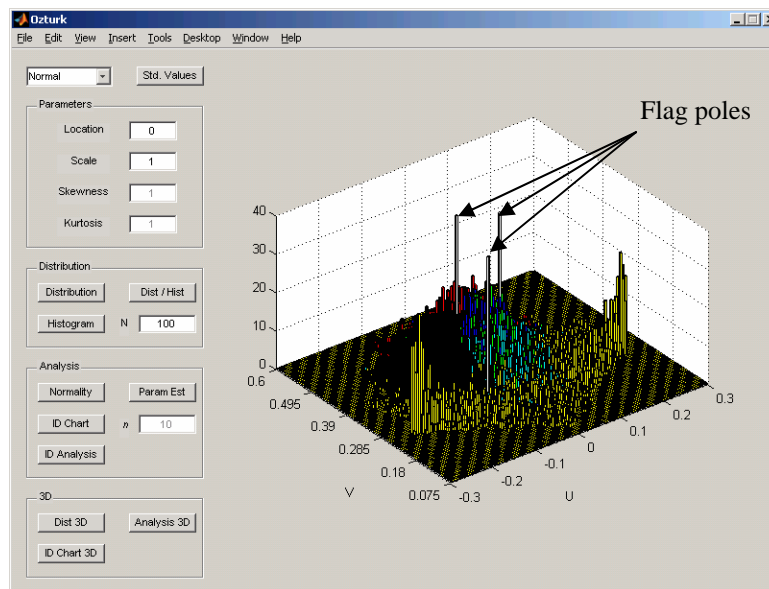 Ozturk
File Edit View Insert Tools Desktop Window Help
Normal
Std. Values
Parameters
Location 0
Scale 1
Skewness 1
Kurtosis 1
Distribution
Distribution Dist / Hist
Histogram N 100
Analysis
Normality Param Est
ID Chart n 10
ID Analysis
3D
Dist 3D Analysis 3D
ID Chart 3D
Flag poles
40
30
20
10
0
0.6
0.495
0.39
0.285
0.18
0.075
V
-0.3
-0.2
-0.1
0
0.1
0.2
0.3
U